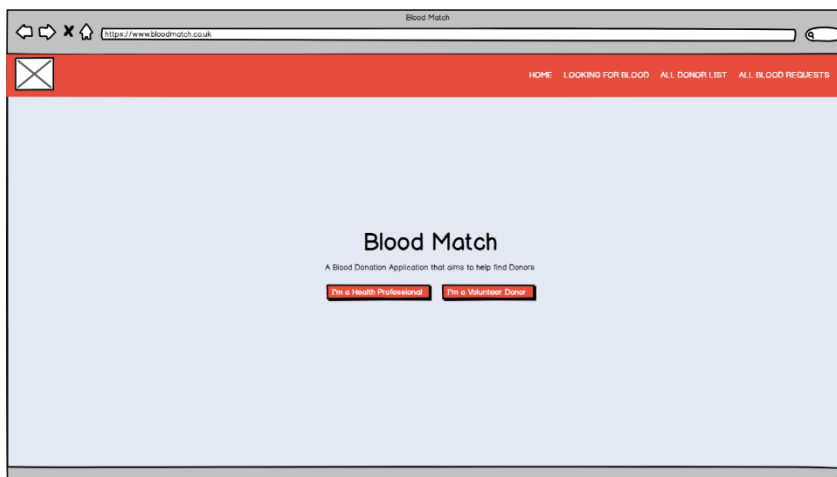 Blood Match
https://www.bloodmatch.co.uk
HOME LOOKING FOR BLOOD ALL DONOR LIST ALL BLOOD REQUESTS
Blood Match
A Blood Donation Application that aims to help find Donors
I'm a Health Professional I'm a Volunteer Donor